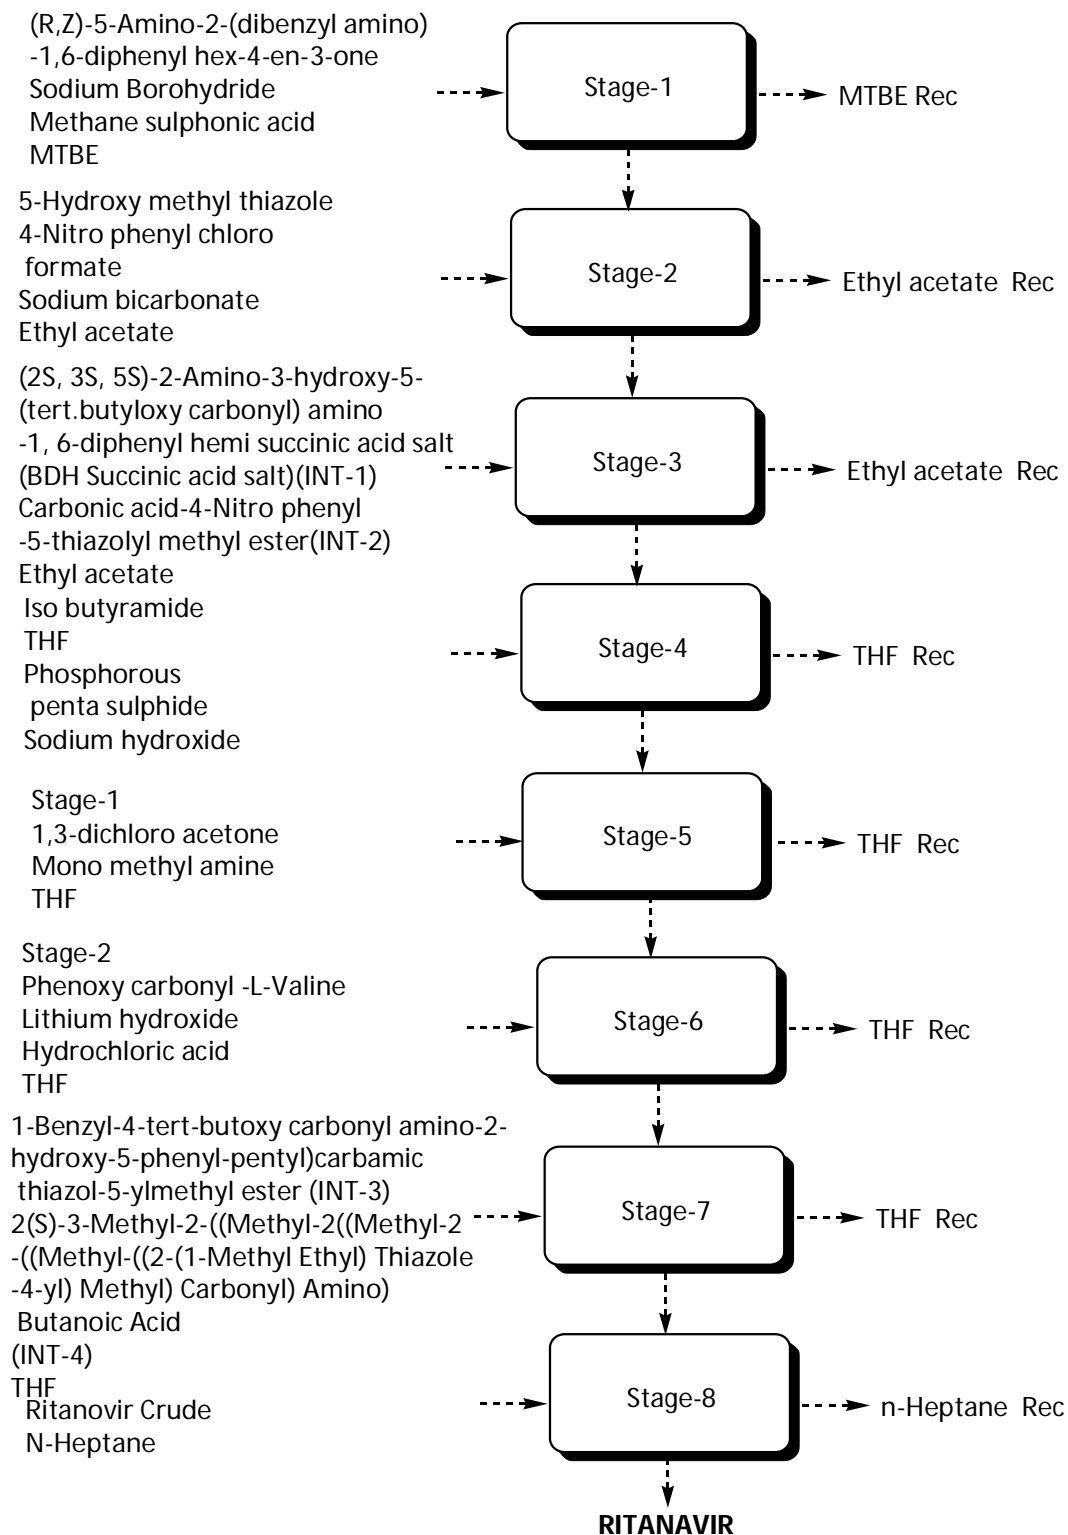 (R,Z)-5-Amino-2-(dibenzyl amino)
-1,6-diphenyl hex-4-en-3-one
Sodium Borohydride
Methane sulphonic acid
MTBE
Stage-1
MTBE Rec
5-Hydroxy methyl thiazole
4-Nitro phenyl chloro
formate
Sodium bicarbonate
Ethyl acetate
Stage-2
Ethyl acetate Rec
(2S, 3S, 5S)-2-Amino-3-hydroxy-5-
(tert.butyloxy carbonyl) amino
-1, 6-diphenyl hemi succinic acid salt
(BDH Succinic acid salt)(INT-1)
Carbonic acid-4-Nitro phenyl
-5-thiazolyl methyl ester(INT-2)
Ethyl acetate
Stage-3
Ethyl acetate Rec
Iso butyramide
THF
Phosphorous
penta sulphide
Sodium hydroxide
Stage-4
THF Rec
Stage-1
1,3-dichloro acetone
Mono methyl amine
THF
Stage-5
THF Rec
Stage-2
Phenoxy carbonyl -L-Valine
Lithium hydroxide
Hydrochloric acid
THF
Stage-6
THF Rec
1-Benzyl-4-tert-butoxy carbonyl amino-2-
hydroxy-5-phenyl-pentyl)carbamic
thiazol-5-ylmethyl ester (INT-3)
2(S)-3-Methyl-2-((Methyl-2((Methyl-2
-((Methyl-((2-(1-Methyl Ethyl) Thiazole
-4-yl) Methyl) Carbonyl) Amino)
Butanoic Acid
(INT-4)
THF
Stage-7
THF Rec
Ritanovir Crude
N-Heptane
Stage-8
n-Heptane Rec
RITANAVIR